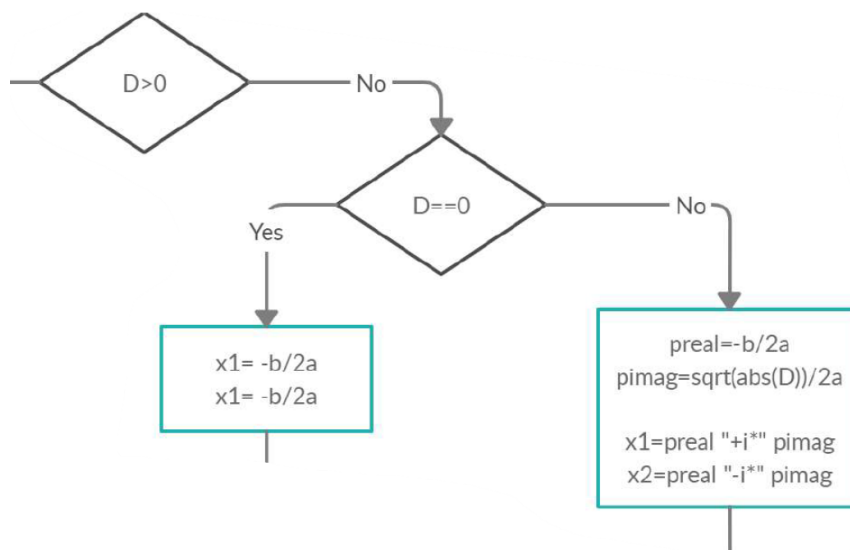 D>0
No
D==0
No
Yes
x1= -b/2a
x1= -b/2a
preal=-b/2a
pimag=sqrt(abs(D))/2a
x1=preal "+i*" pimag
x2=preal "-i*" pimag